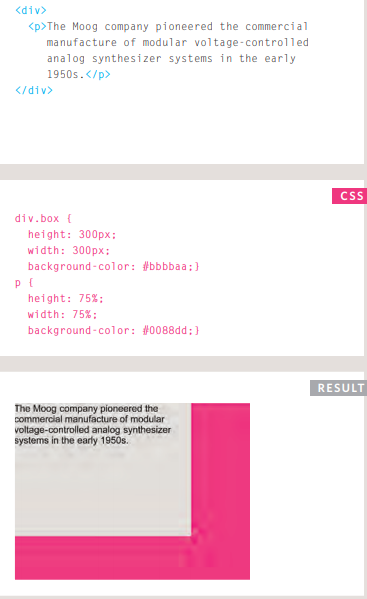 <div>
<p>The Moog company pioneered the commercial
manufacture of modular voltage-controlled
analog synthesizer systems in the early
1950s.</p>
</div>
CSS
div.box {
height: 300px;
width: 300px;
background-color: #bbbbaa;}
p {
height: 75%;
width: 75%;
background-color: #0088dd;}
RESULT
The Moog company pioneered the
commercial manufacture of modular
voltage-controlled analog synthesizer
systems in the early 1950s.